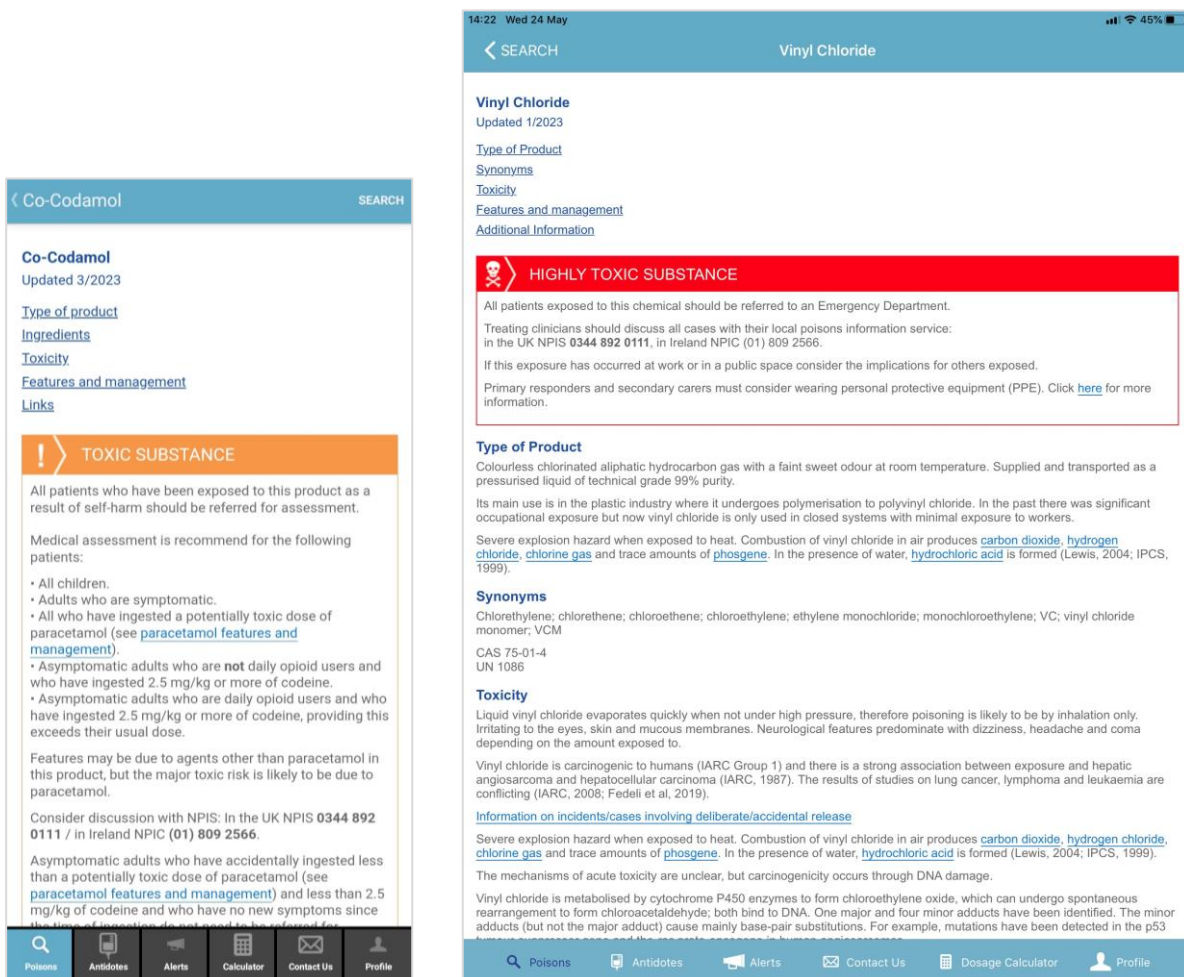 Co-Codamol
SEARCH
Co-Codamol
Updated 3/2023
Type of product
Ingredients
Toxicity
Features and management
Links
! TOXIC SUBSTANCE
All patients who have been exposed to this product as a
result of self-harm should be referred for assessment.
Medical assessment is recommend for the following
patients:
• All children.
• Adults who are symptomatic.
• All who have ingested a potentially toxic dose of
paracetamol (see paracetamol features and
management).
• Asymptomatic adults who are not daily opioid users and
who have ingested 2.5 mg/kg or more of codeine.
• Asymptomatic adults who are daily opioid users and who
have ingested 2.5 mg/kg or more of codeine, providing this
exceeds their usual dose.
Features may be due to agents other than paracetamol in
this product, but the major toxic risk is likely to be due to
paracetamol.
Consider discussion with NPIS: In the UK NPIS 0344 892
0111 / in Ireland NPIC (01) 809 2566.
Asymptomatic adults who have accidentally ingested less
than a potentially toxic dose of paracetamol (see
paracetamol features and management) and less than 2.5
mg/kg of codeine and who have no new symptoms since
the time of ingestion do not need to be referred for
Poisons
Antidotes
Alerts
Calculator
Contact Us
Profile
14:22 Wed 24 May
45%
SEARCH
Vinyl Chloride
Vinyl Chloride
Updated 1/2023
Type of Product
Synonyms
Toxicity
Features and management
Additional Information
HIGHLY TOXIC SUBSTANCE
All patients exposed to this chemical should be referred to an Emergency Department.
Treating clinicians should discuss all cases with their local poisons information service:
in the UK NPIS 0344 892 0111, in Ireland NPIC (01) 809 2566.
If this exposure has occurred at work or in a public space consider the implications for others exposed.
Primary responders and secondary carers must consider wearing personal protective equipment (PPE). Click here for more
information.
Type of Product
Colourless chlorinated aliphatic hydrocarbon gas with a faint sweet odour at room temperature. Supplied and transported as a
pressurised liquid of technical grade 99% purity.
Its main use is in the plastic industry where it undergoes polymerisation to polyvinyl chloride. In the past there was significant
occupational exposure but now vinyl chloride is only used in closed systems with minimal exposure to workers.
Severe explosion hazard when exposed to heat. Combustion of vinyl chloride in air produces carbon dioxide, hydrogen
chloride, chlorine gas and trace amounts of phosgene. In the presence of water, hydrochloric acid is formed (Lewis, 2004; IPCS,
1999).
Synonyms
Chlorethylene; chlorethene; chloroethene; chloroethylene; ethylene monochloride; monochloroethylene; VC; vinyl chloride
monomer; VCM
CAS 75-01-4
UN 1086
Toxicity
Liquid vinyl chloride evaporates quickly when not under high pressure, therefore poisoning is likely to be by inhalation only.
Irritating to the eyes, skin and mucous membranes. Neurological features predominate with dizziness, headache and coma
depending on the amount exposed to.
Vinyl chloride is carcinogenic to humans (IARC Group 1) and there is a strong association between exposure and hepatic
angiosarcoma and hepatocellular carcinoma (IARC, 1987). The results of studies on lung cancer, lymphoma and leukaemia are
conflicting (IARC, 2008; Fedeli et al, 2019).
Information on incidents/cases involving deliberate/accidental release
Severe explosion hazard when exposed to heat. Combustion of vinyl chloride in air produces carbon dioxide, hydrogen chloride,
chlorine gas and trace amounts of phosgene. In the presence of water, hydrochloric acid is formed (Lewis, 2004; IPCS, 1999).
The mechanisms of acute toxicity are unclear, but carcinogenicity occurs through DNA damage.
Vinyl chloride is metabolised by cytochrome P450 enzymes to form chloroethylene oxide, which can undergo spontaneous
rearrangement to form chloroacetaldehyde; both bind to DNA. One major and four minor adducts have been identified. The minor
adducts (but not the major adduct) cause mainly base-pair substitutions. For example, mutations have been detected in the p53
Poisons
Antidotes
Alerts
Contact Us
Dosage Calculator
Profile